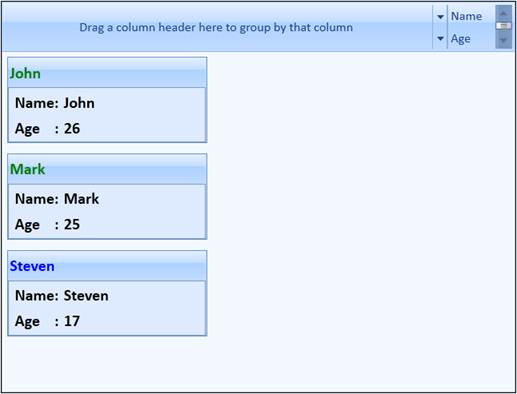 Drag a column header here to group by that column
Name
Age
John
Name: John
Age : 26
Mark
Name: Mark
Age : 25
Steven
Name: Steven
Age : 17